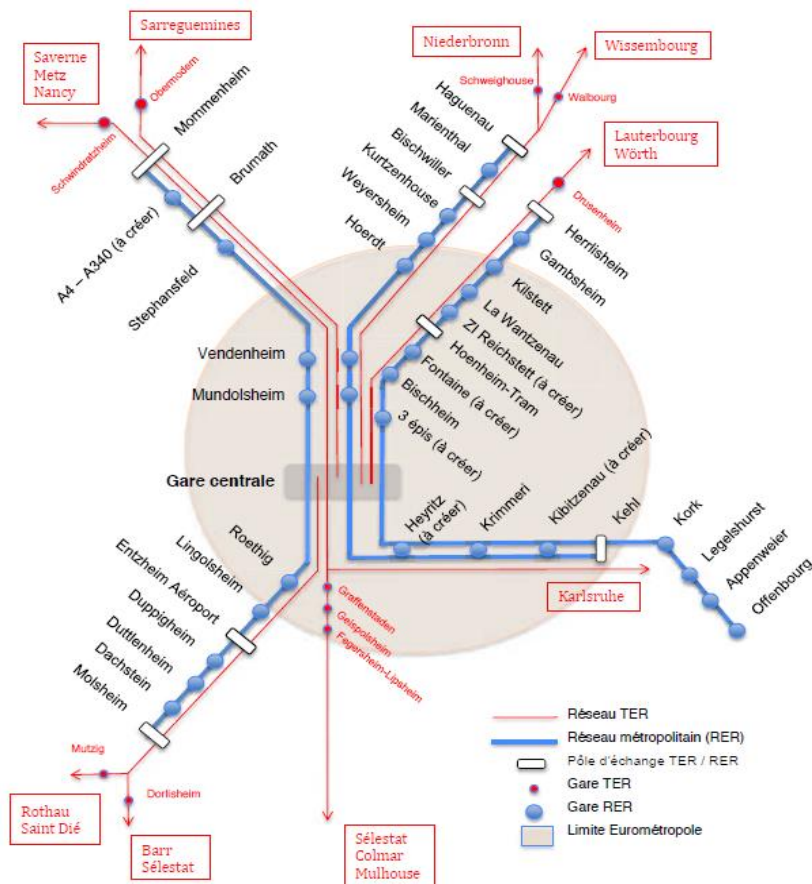 Sarreguemines
Niederbronn
Wissembourg
Saverne
Metz
Nancy
Obermodern
Schweighouse
Walbourg
Mommenheim
Haguenau
Marienthal
Bischwiller
Kurtzenhouse
Weyersheim
Hoerdt
Lauterbourg
Wörth
Schwindratzheim
Brumath
Drusenheim
A4 – A340 (à créer)
Stephansfeld
Herrlisheim
Gambsheim
Kilstett
La Wantzenau
ZI Reichstett (à créer)
Hoenheim-Tram
Fontaine (à créer)
Bischheim
3 épis (à créer)
Vendenheim
Mundolsheim
Gare centrale
Heyritz
(à créer)
Krimmeri
Kibitzenau (à créer)
Kehl
Kork
Legelshurst
Appenweier
Offenbourg
Roethig
Lingolsheim
Entzheim Aéroport
Duppigheim
Duttlenheim
Dachstein
Molsheim
Graffenstaden
Geispolsheim
Fegersheim-Lipsheim
Karlsruhe
Mutzig
Dorlisheim
Rothau
Saint Dié
Barr
Sélestat
Sélestat
Colmar
Mulhouse
Réseau TER
Réseau métropolitain (RER)
Pôle d'échange TER / RER
Gare TER
Gare RER
Limite Eurométropole